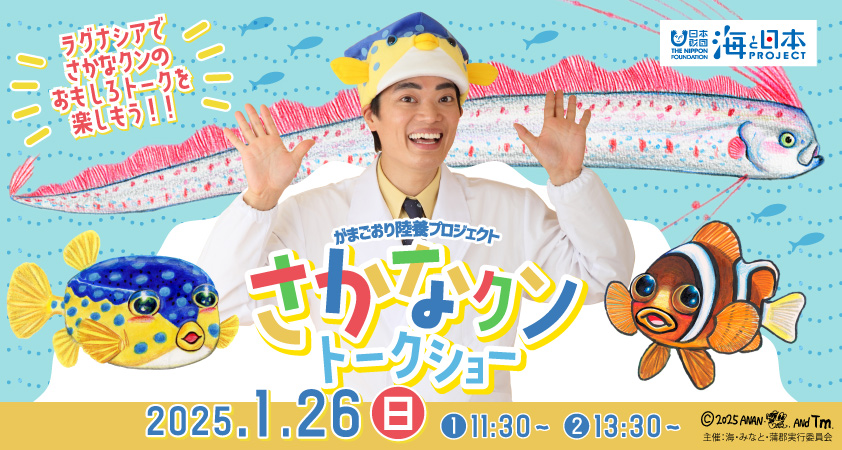 ラグナシアで
さかなクンの
おもしろトークを
楽しもう！！
日本
財団
THE NIPPON
FOUNDATION
海と日本
PROJECT
がまごおり陸養プロジェクト
さかなクン
トークショー
2025.1.26 日
1 11:30~ 2 13:30~
©2025 ANAN AND Tm.
主催：海・みなと・蒲郡実行委員会